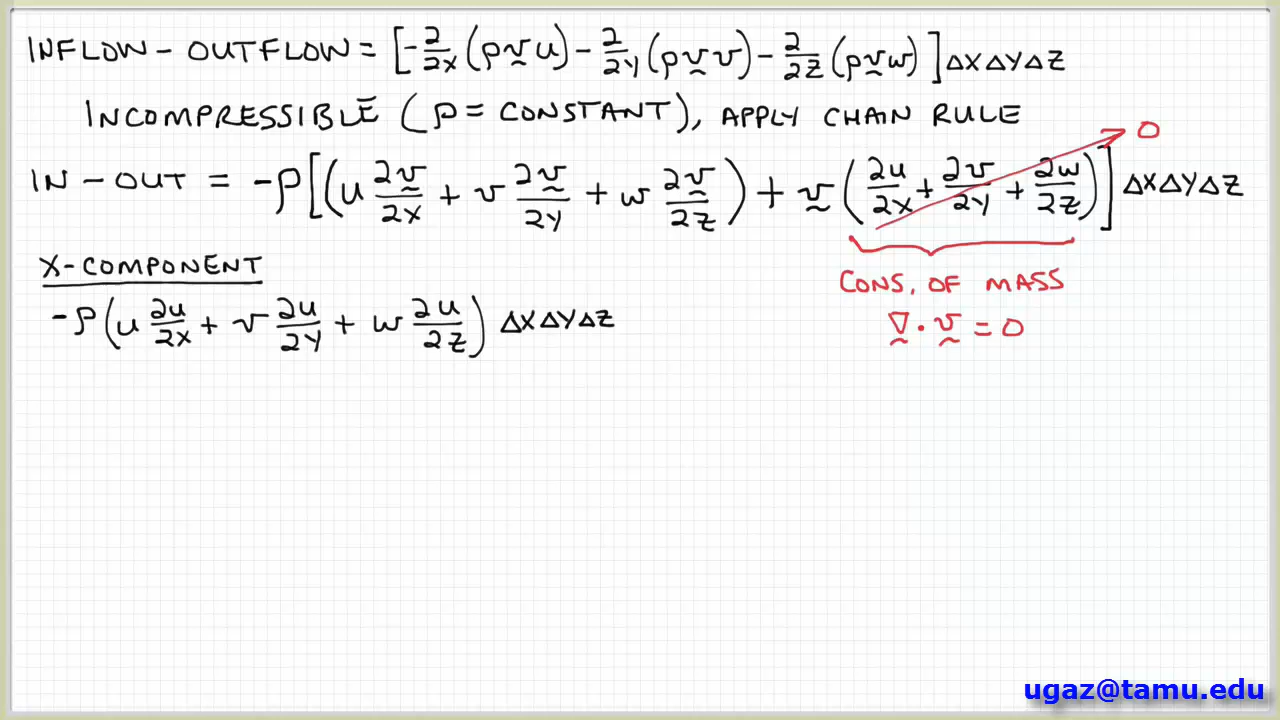 INFLOW - OUTFLOW = [-∂/∂x (ρv̰u) - ∂/∂y (ρv̰v) - ∂/∂z (ρv̰w)] ΔxΔyΔz
INCOMPRESSIBLE (ρ = CONSTANT), APPLY CHAIN RULE
IN - OUT = -ρ[(u ∂v̰/∂x + v ∂v̰/∂y + w ∂v̰/∂z) + v̰ (∂u/∂x + ∂v/∂y + ∂w/∂z)] ΔxΔyΔz
0
X-COMPONENT
-ρ(u ∂u/∂x + v ∂u/∂y + w ∂u/∂z) ΔxΔyΔz
CONS. OF MASS
∇̰ · v̰ = 0
ugaz@tamu.edu